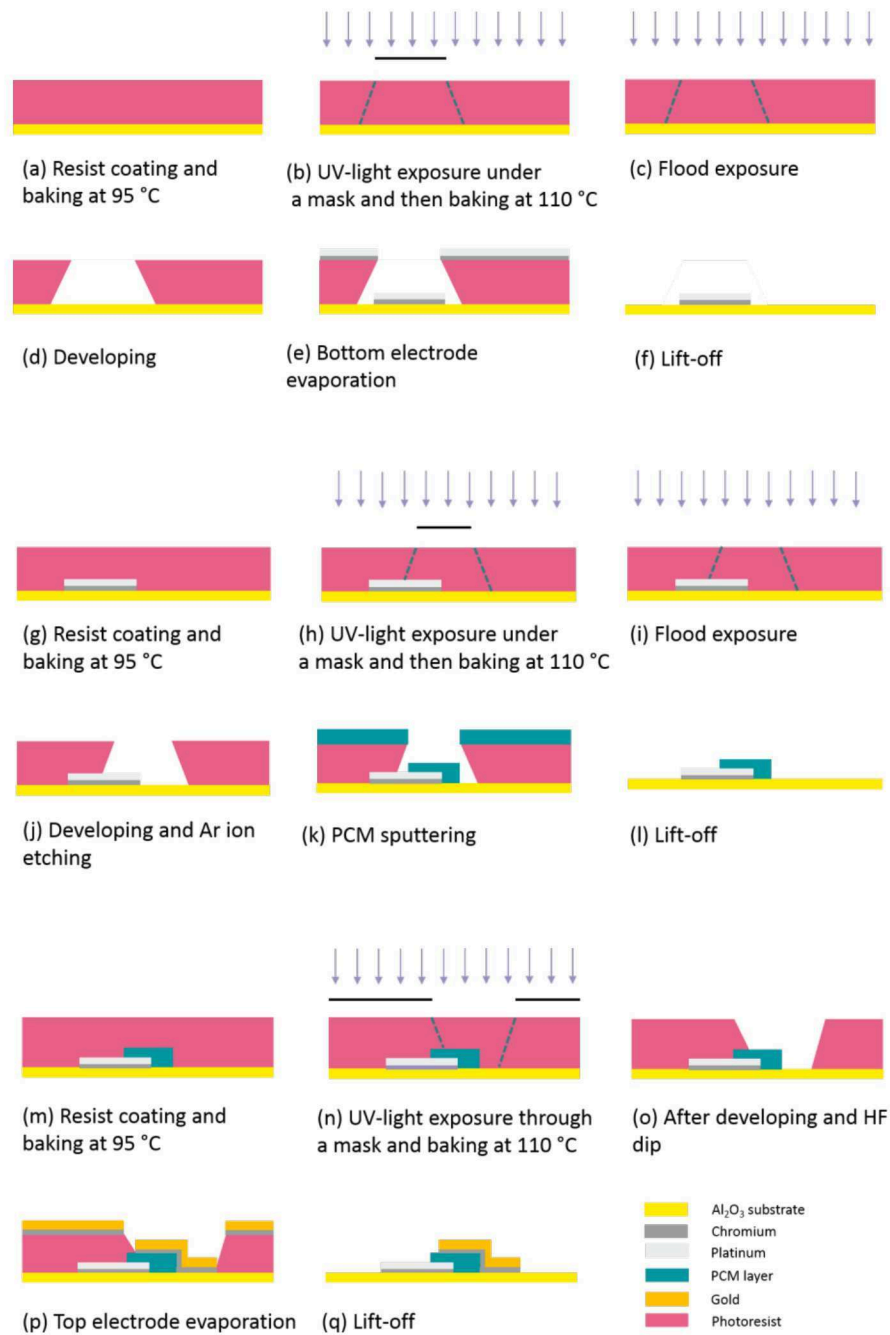 (a) Resist coating and
baking at 95 °C
(b) UV-light exposure under
a mask and then baking at 110 °C
(c) Flood exposure
(d) Developing
(e) Bottom electrode
evaporation
(f) Lift-off
(g) Resist coating and
baking at 95 °C
(h) UV-light exposure under
a mask and then baking at 110 °C
(i) Flood exposure
(j) Developing and Ar ion
etching
(k) PCM sputtering
(l) Lift-off
(m) Resist coating and
baking at 95 °C
(n) UV-light exposure through
a mask and baking at 110 °C
(o) After developing and HF
dip
(p) Top electrode evaporation
(q) Lift-off
Al₂O₃ substrate
Chromium
Platinum
PCM layer
Gold
Photoresist